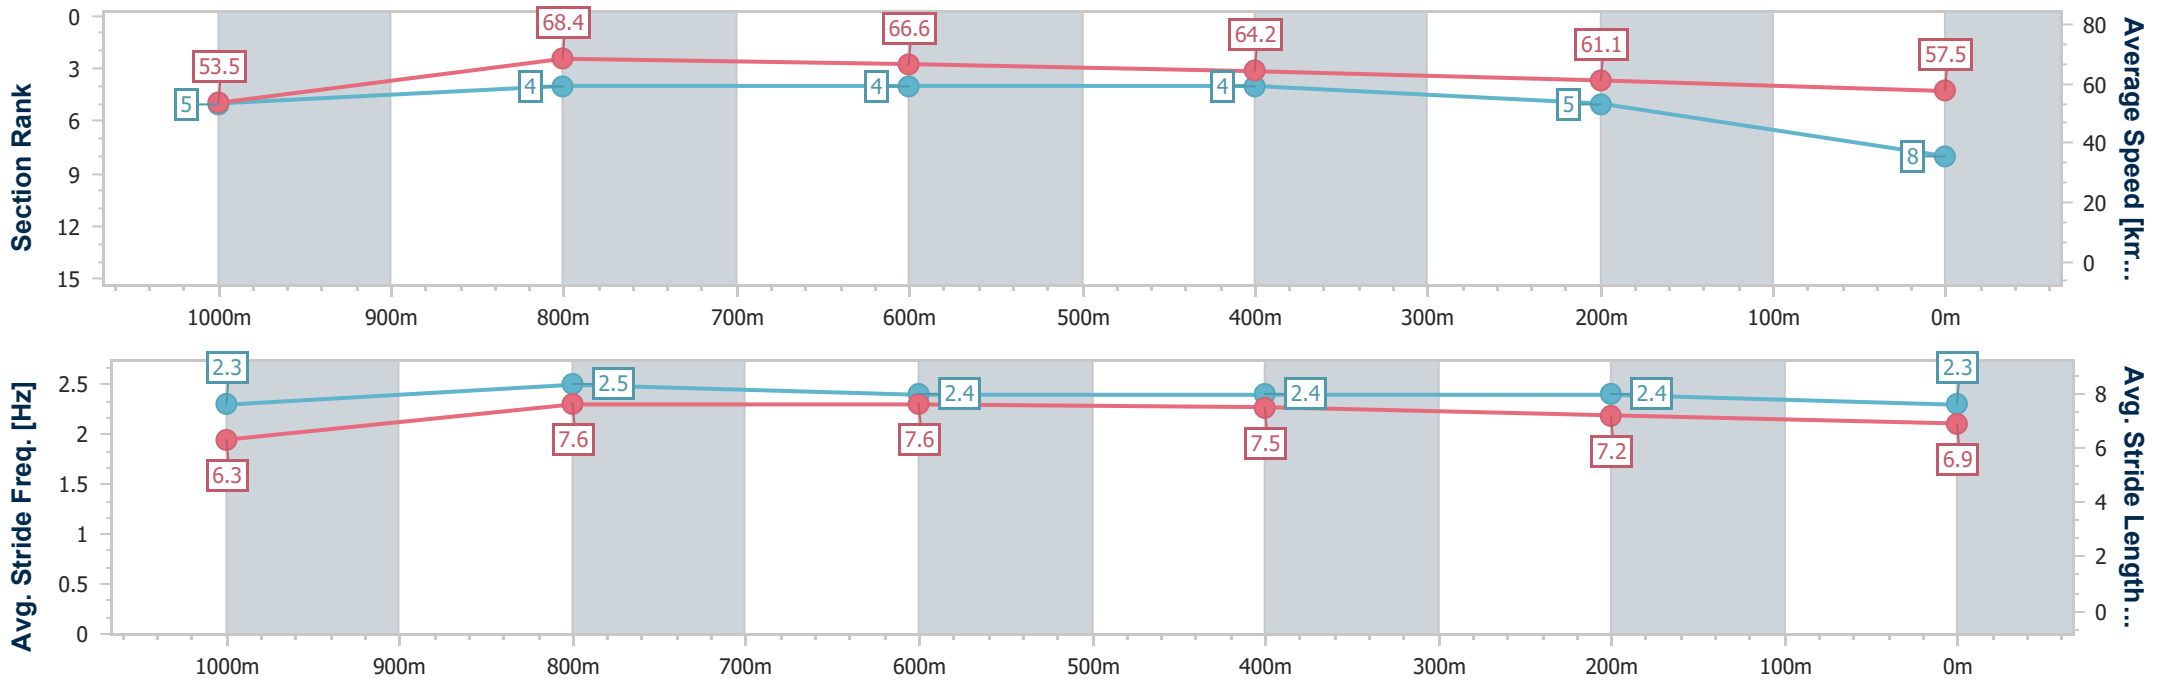 0
3
6
9
12
15
Section Rank
53.5
68.4
66.6
64.2
61.1
57.5
5
4
4
4
5
8
80
60
40
20
0
Average Speed [km...
1000m
900m
800m
700m
600m
500m
400m
300m
200m
100m
0m
2.5
2
1.5
1
0.5
0
Avg. Stride Freq. [Hz]
2.3
2.5
2.4
2.4
2.4
2.3
6.3
7.6
7.6
7.5
7.2
6.9
8
6
4
2
0
Avg. Stride Length...
1000m
900m
800m
700m
600m
500m
400m
300m
200m
100m
0m